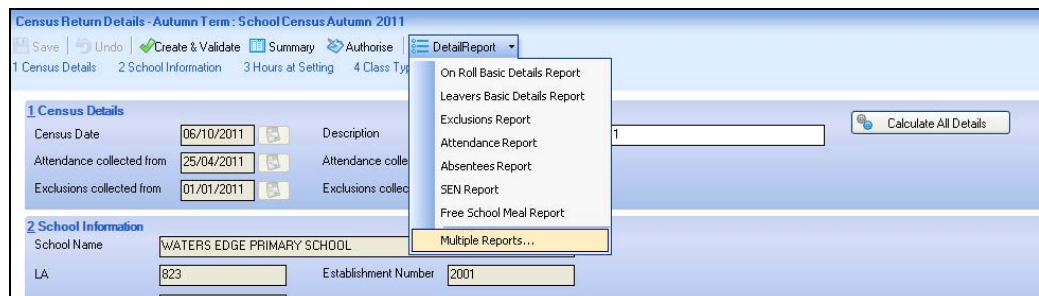 Census Return Details - Autumn Term : School Census Autumn 2011
Save Undo Create & Validate Summary Authorise DetailReport
1 Census Details 2 School Information 3 Hours at Setting 4 Class Typ
On Roll Basic Details Report
Leavers Basic Details Report
Exclusions Report
Attendance Report
Absentees Report
SEN Report
Free School Meal Report
Multiple Reports...
1 Census Details
Census Date 06/10/2011 Description 1
Calculate All Details
Attendance collected from 25/04/2011 Attendance colle
Exclusions collected from 01/01/2011 Exclusions collec
2 School Information
School Name WATERS EDGE PRIMARY SCHOOL
LA 823 Establishment Number 2001